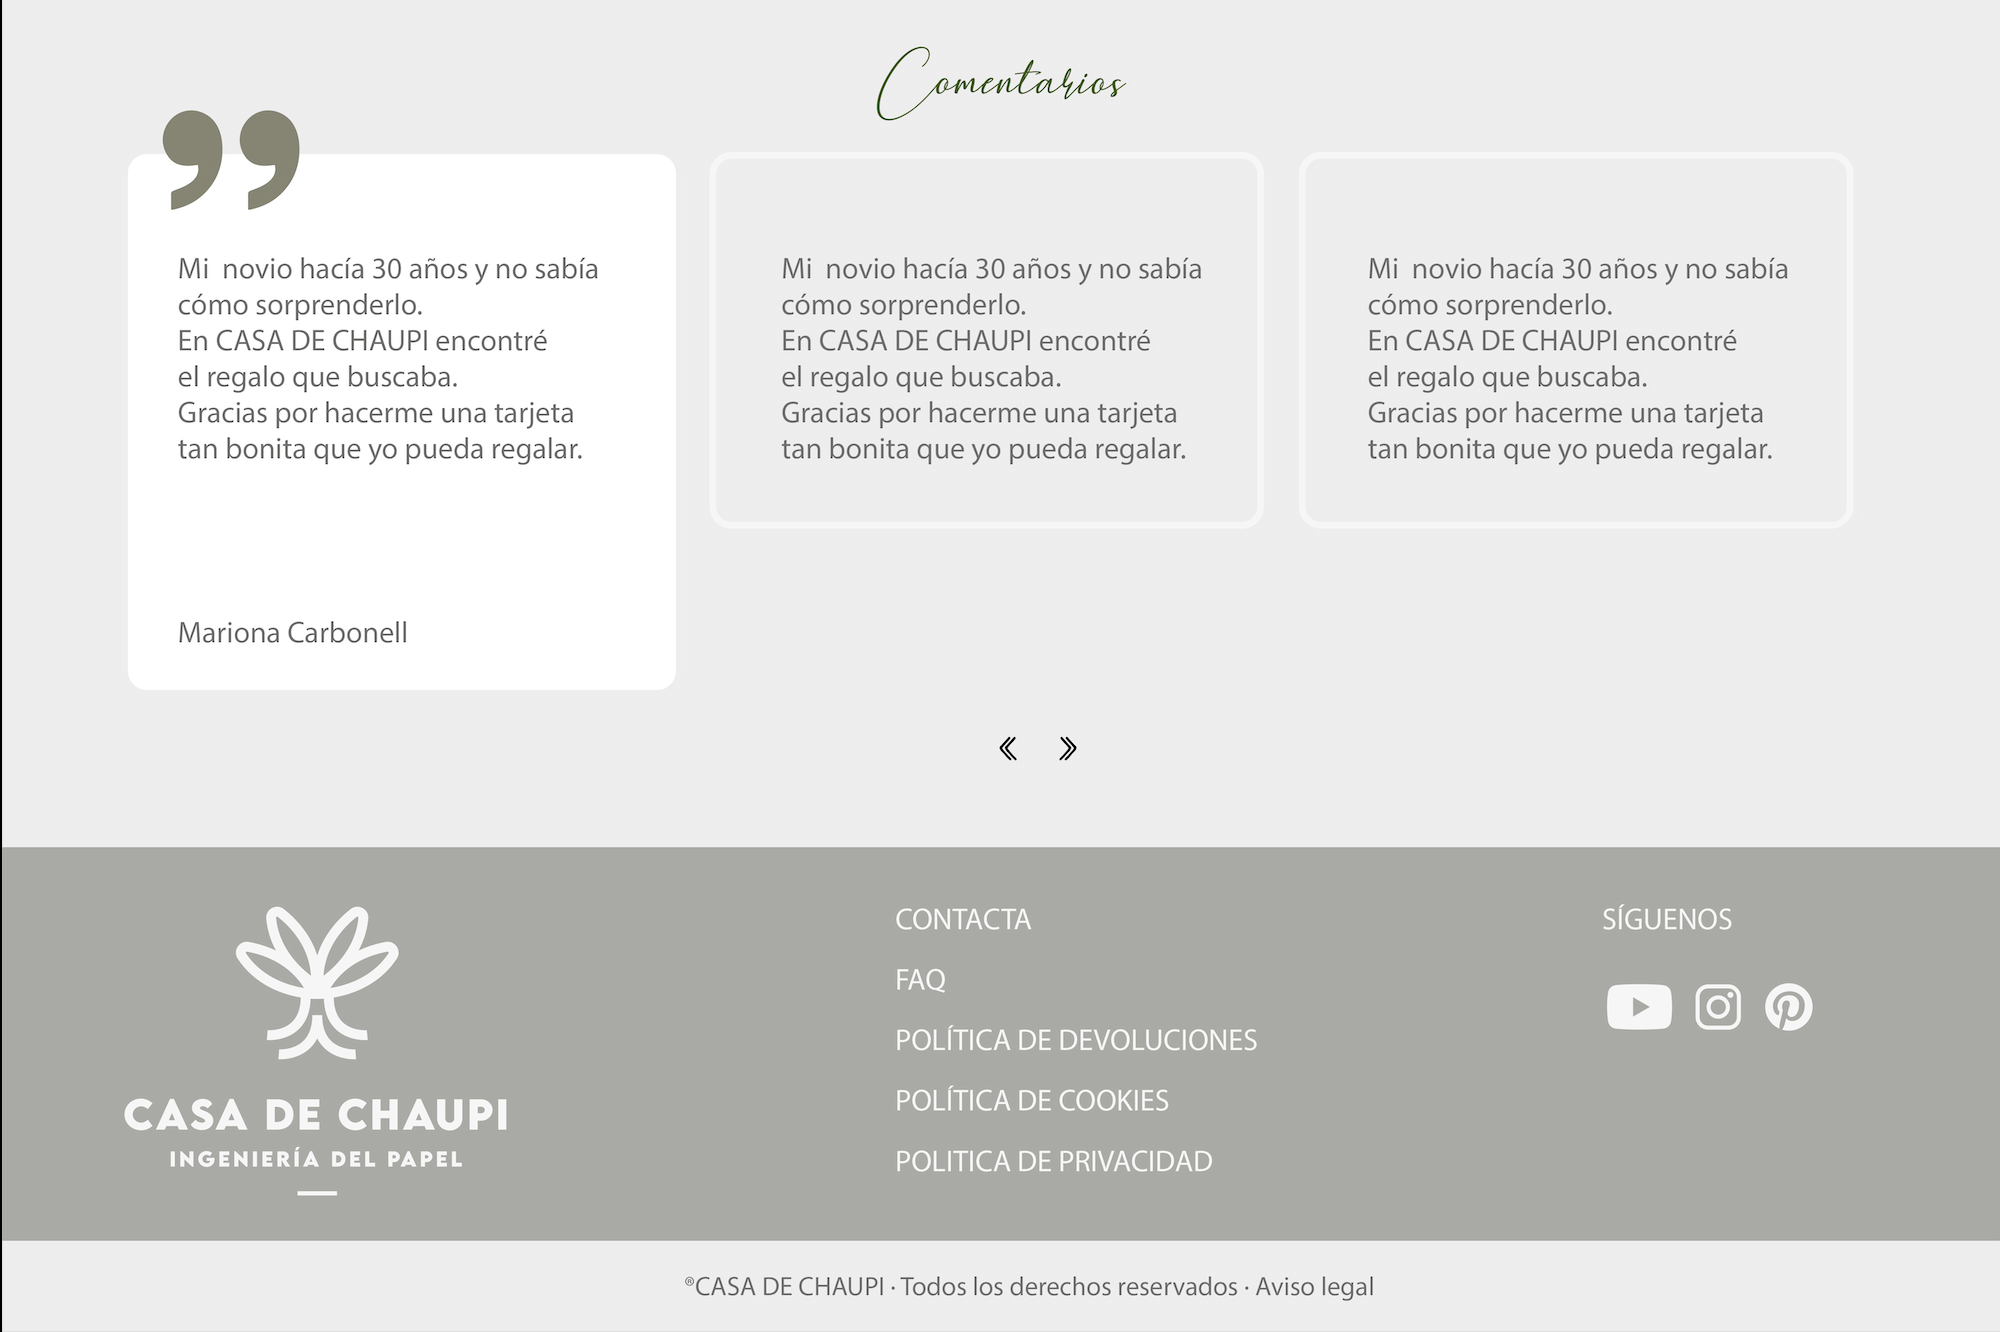 Comentarios
Mi  novio hacía 30 años y no sabía
cómo sorprenderlo.
En CASA DE CHAUPI encontré
el regalo que buscaba.
Gracias por hacerme una tarjeta
tan bonita que yo pueda regalar.
Mariona Carbonell
Mi  novio hacía 30 años y no sabía
cómo sorprenderlo.
En CASA DE CHAUPI encontré
el regalo que buscaba.
Gracias por hacerme una tarjeta
tan bonita que yo pueda regalar.
Mi  novio hacía 30 años y no sabía
cómo sorprenderlo.
En CASA DE CHAUPI encontré
el regalo que buscaba.
Gracias por hacerme una tarjeta
tan bonita que yo pueda regalar.
CASA DE CHAUPI
INGENIERÍA DEL PAPEL
CONTACTA
FAQ
POLÍTICA DE DEVOLUCIONES
POLÍTICA DE COOKIES
POLITICA DE PRIVACIDAD
SÍGUENOS
®CASA DE CHAUPI · Todos los derechos reservados · Aviso legal